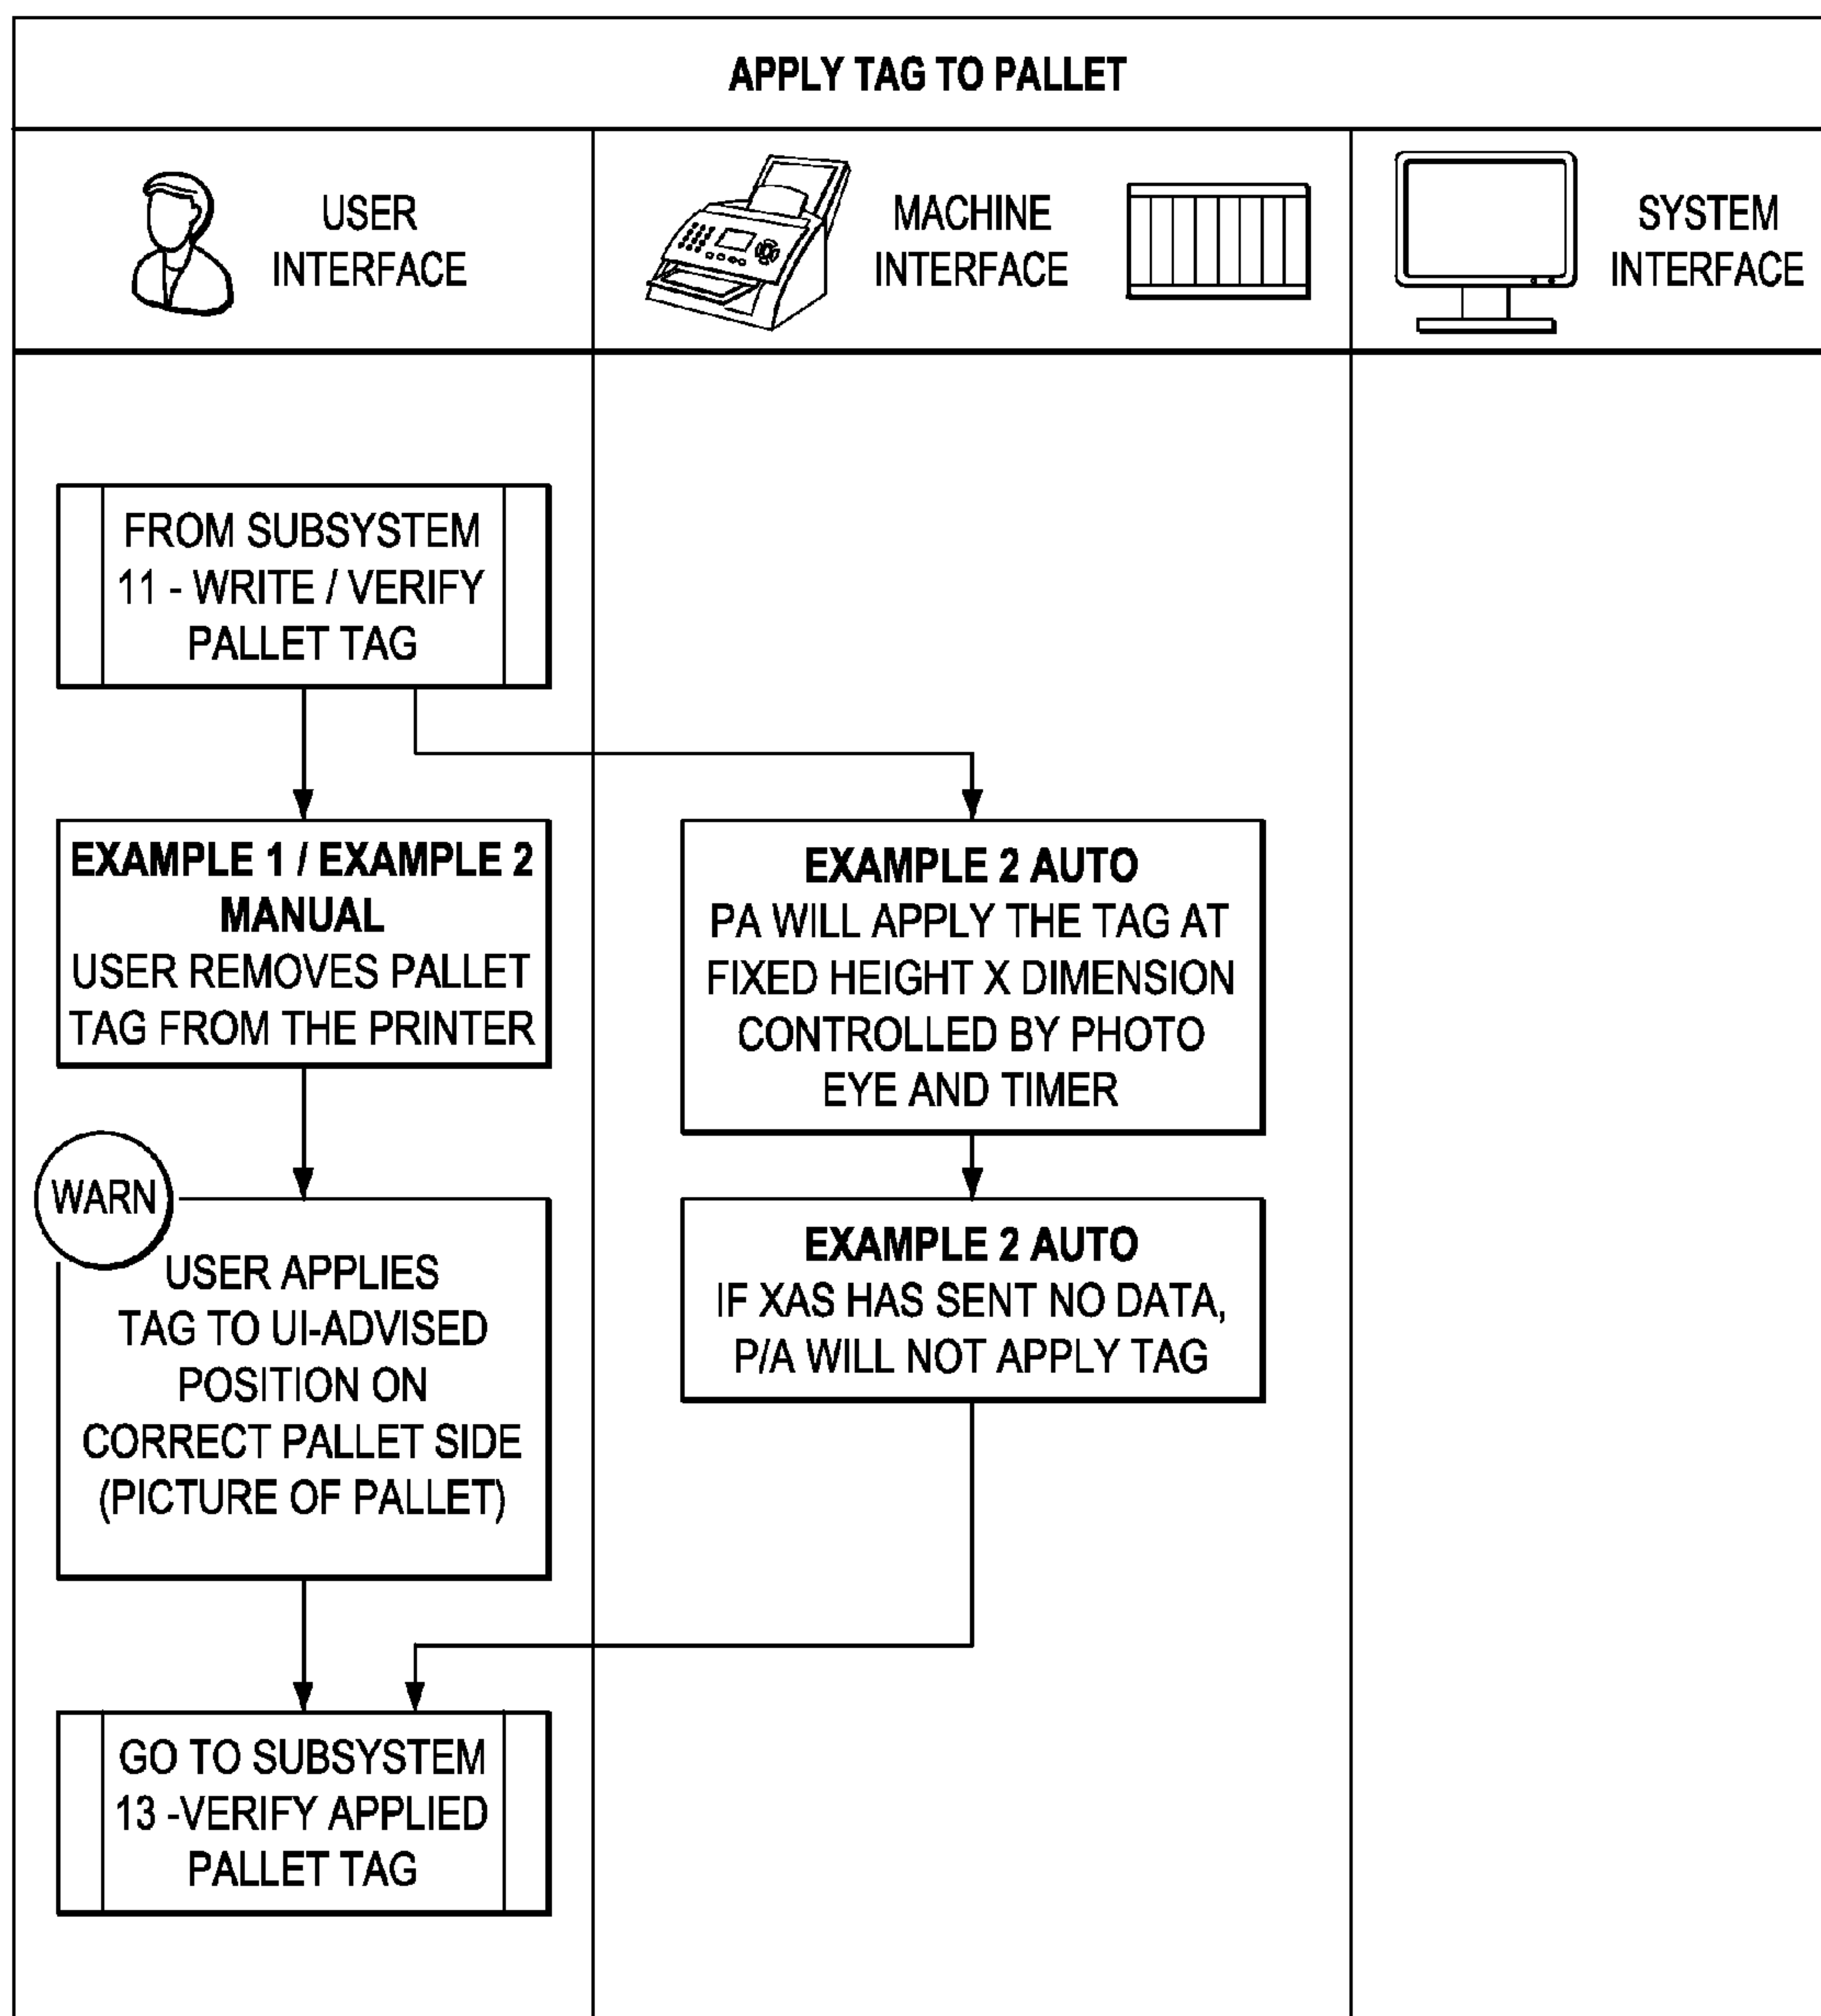 APPLY TAG TO PALLET
USER
INTERFACE
MACHINE
INTERFACE
SYSTEM
INTERFACE
FROM SUBSYSTEM
11 - WRITE / VERIFY
PALLET TAG
EXAMPLE 1 / EXAMPLE 2
MANUAL
USER REMOVES PALLET
TAG FROM THE PRINTER
EXAMPLE 2 AUTO
PA WILL APPLY THE TAG AT
FIXED HEIGHT X DIMENSION
CONTROLLED BY PHOTO
EYE AND TIMER
WARN
USER APPLIES
TAG TO UI-ADVISED
POSITION ON
CORRECT PALLET SIDE
(PICTURE OF PALLET)
EXAMPLE 2 AUTO
IF XAS HAS SENT NO DATA,
P/A WILL NOT APPLY TAG
GO TO SUBSYSTEM
13 -VERIFY APPLIED
PALLET TAG